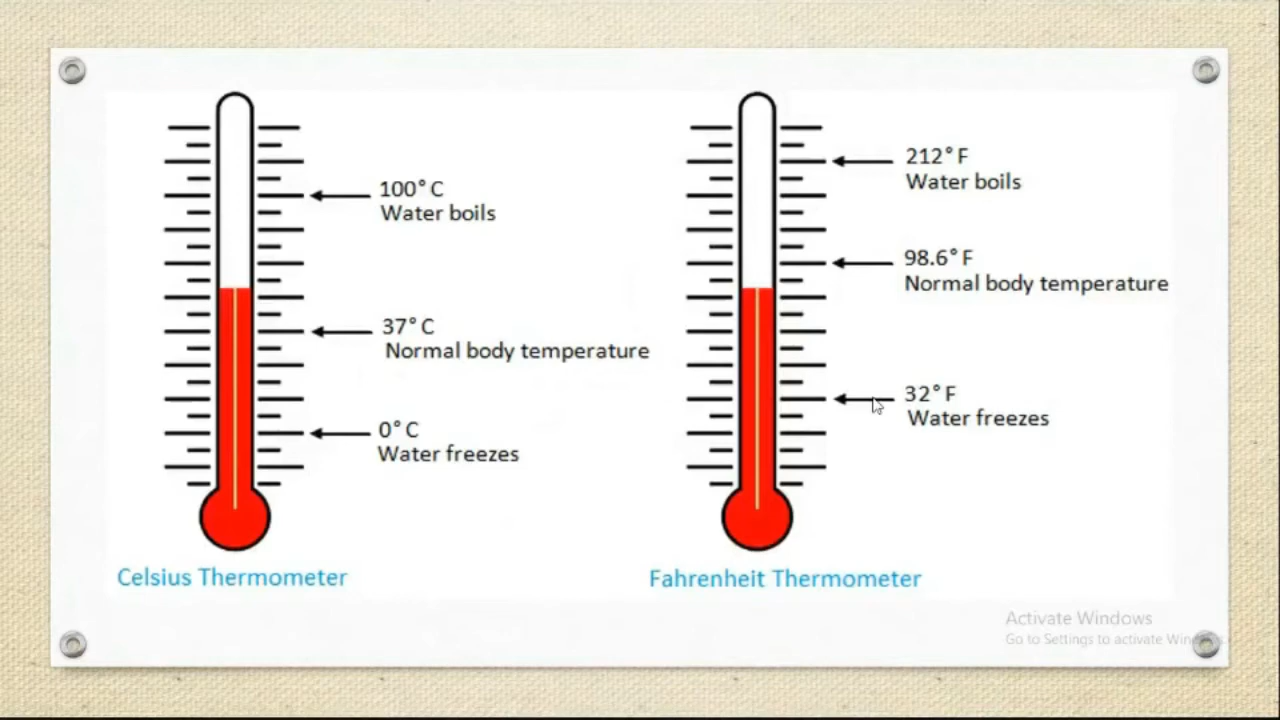 100° C
Water boils
37° C
Normal body temperature
0° C
Water freezes
Celsius Thermometer
212° F
Water boils
98.6° F
Normal body temperature
32° F
Water freezes
Fahrenheit Thermometer
Activate Windows
Go to Settings to activate